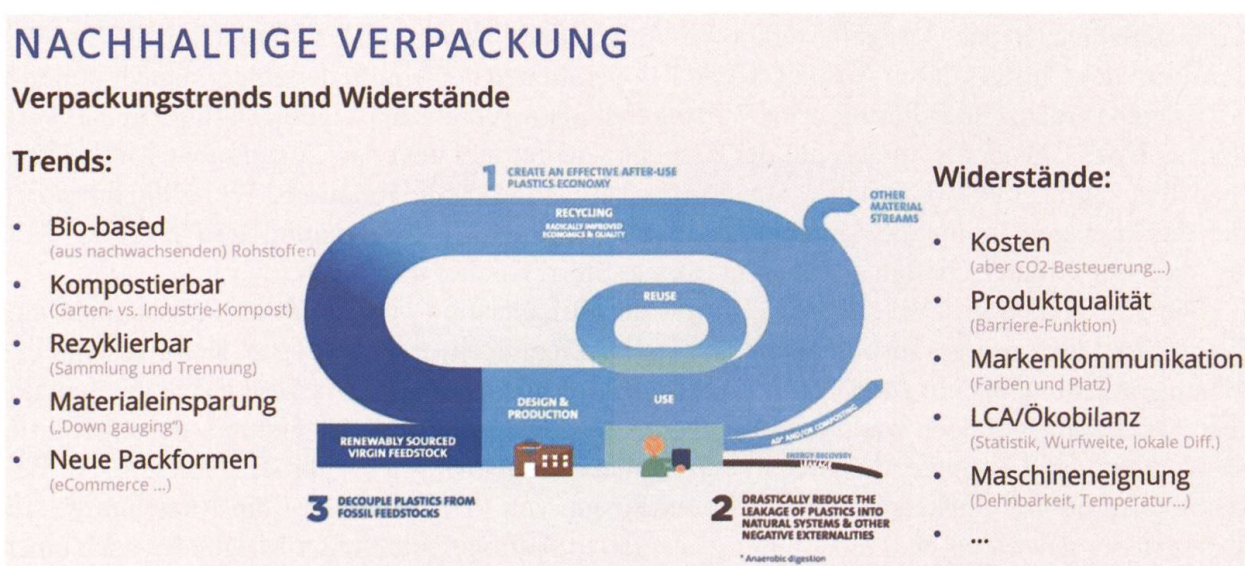 NACHHALTIGE VERPACKUNG
Verpackungstrends und Widerstände
Trends:
• Bio-based
(aus nachwachsenden) Rohstoffen
• Kompostierbar
(Garten- vs. Industrie-Kompost)
• Rezyklierbar
(Sammlung und Trennung)
• Materialeinsparung
(„Down gauging“)
• Neue Packformen
(eCommerce ...)
1 CREATE AN EFFECTIVE AFTER-USE
PLASTICS ECONOMY
RECYCLING
RADICALLY IMPROVED
ECONOMICS & QUALITY
OTHER
MATERIAL
STREAMS
REUSE
DESIGN &
PRODUCTION
USE
RENEWABLY SOURCED
VIRGIN FEEDSTOCK
AD* AND/OR COMPOSTING
ENERGY RECOVERY
LEAKAGE
3 DECOUPLE PLASTICS FROM
FOSSIL FEEDSTOCKS
2 DRASTICALLY REDUCE THE
LEAKAGE OF PLASTICS INTO
NATURAL SYSTEMS & OTHER
NEGATIVE EXTERNALITIES
* Anaerobic digestion
Widerstände:
• Kosten
(aber CO2-Besteuerung...)
• Produktqualität
(Barriere-Funktion)
• Markenkommunikation
(Farben und Platz)
• LCA/Ökobilanz
(Statistik, Wurfweite, lokale Diff.)
• Maschineneignung
(Dehnbarkeit, Temperatur...)
• ...